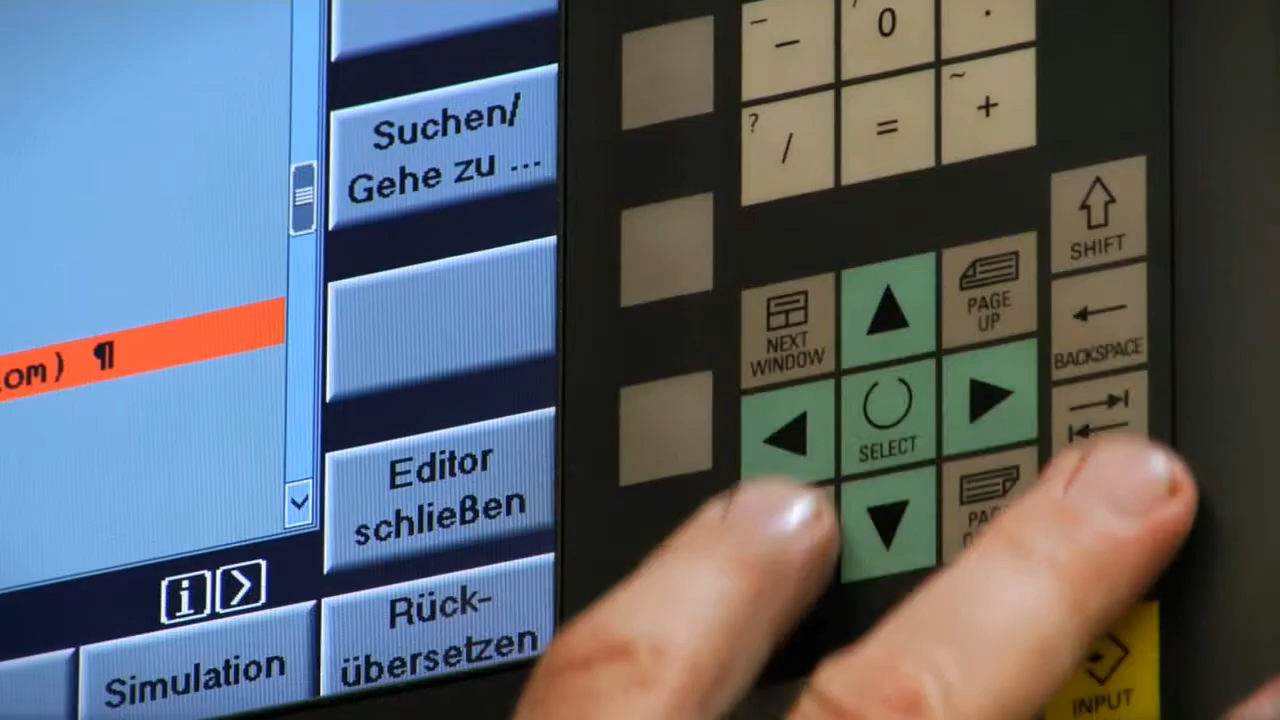 Suchen/
Gehe zu ...
om) ¶
Editor
schließen
i >
Rück-
übersetzen
Simulation
- 0 .
? / = ~ +
SHIFT
NEXT
WINDOW
PAGE
UP
BACKSPACE
SELECT
INPUT